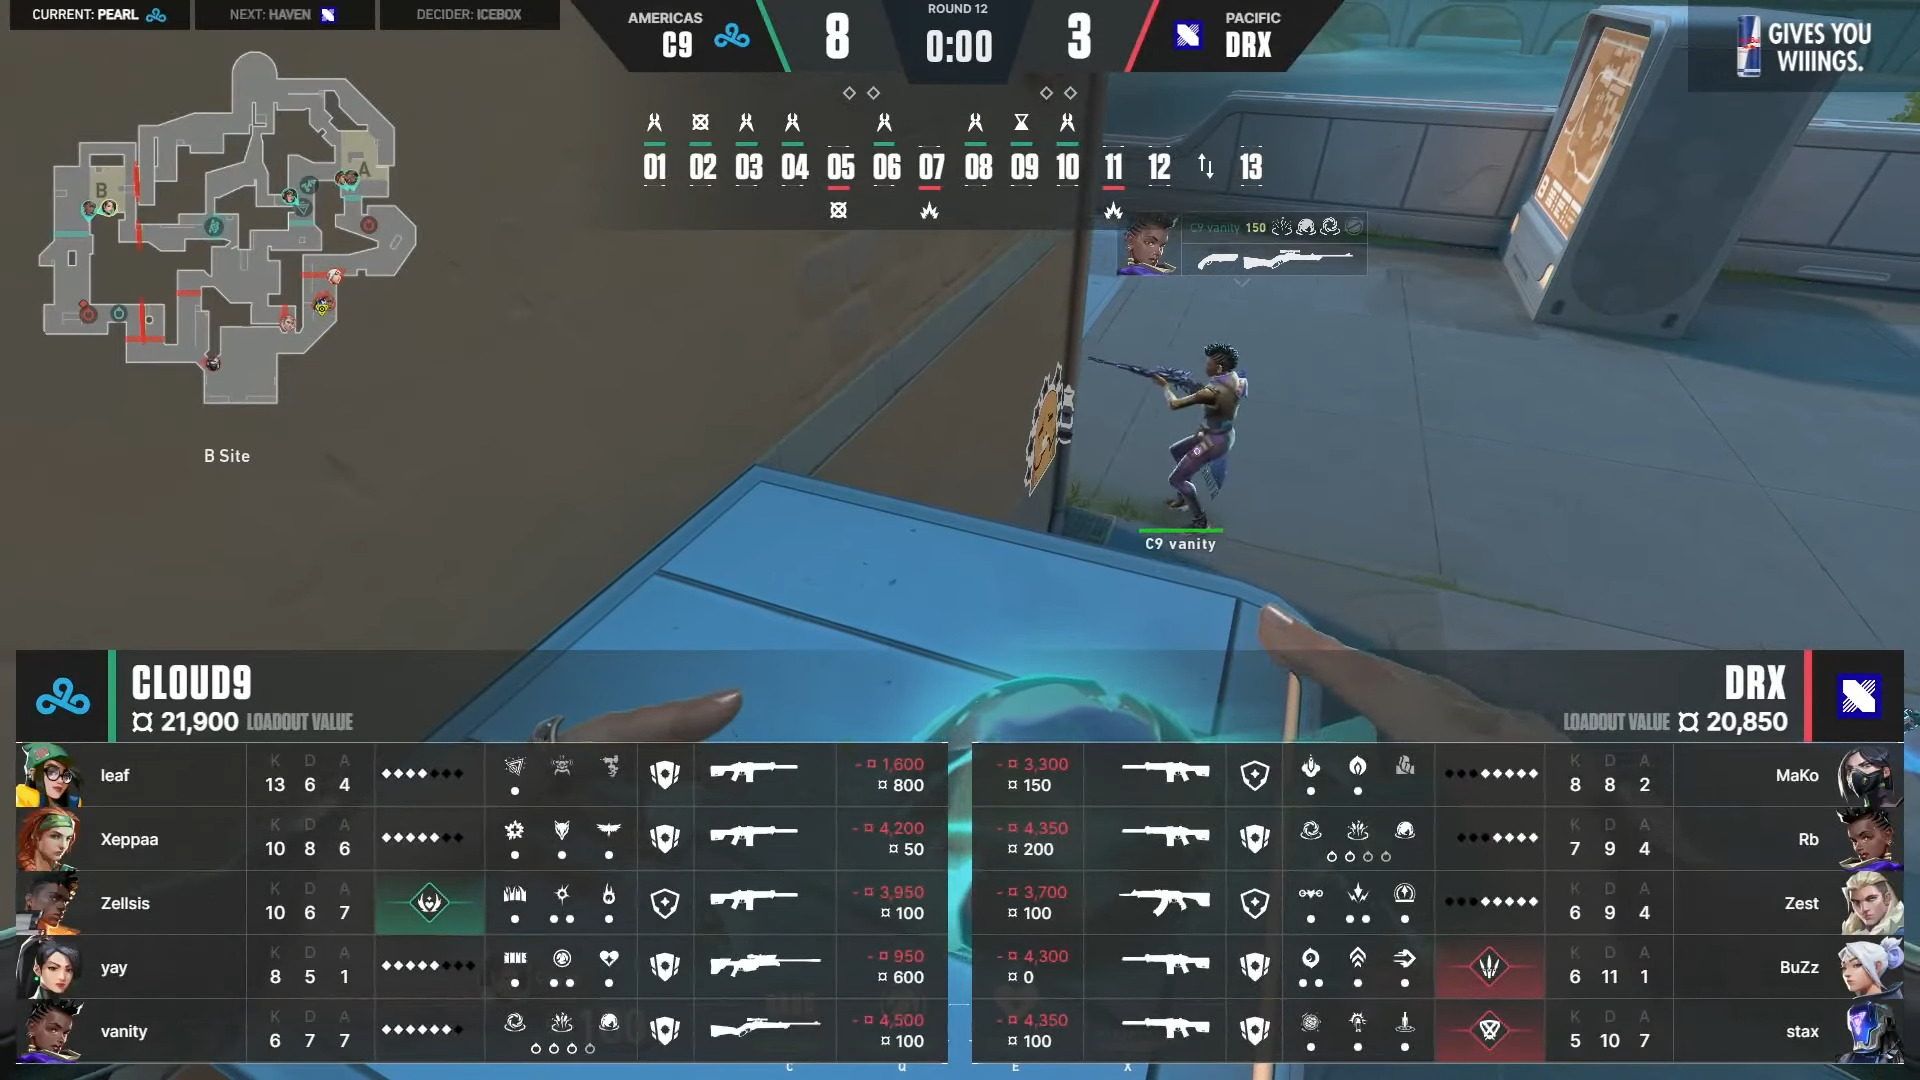 CURRENT: PEARL
NEXT: HAVEN
DECIDER: ICEBOX
AMERICAS
C9
8
ROUND 12
0:00
3
PACIFIC
DRX
GIVES YOU
WIIINGS.
01 02 03 04 05 06 07 08 09 10 11 12 13
C9 vanity 150
A
B
B Site
C9 vanity
CLOUD9
21,900 LOADOUT VALUE
DRX
LOADOUT VALUE 20,850
leaf K 13 D 6 A 4 - 1,600 800
Xeppaa K 10 D 8 A 6 - 4,200 50
Zellsis K 10 D 6 A 7 - 3,950 100
yay K 8 D 5 A 1 - 950 600
vanity K 6 D 7 A 7 - 4,500 100
- 3,300 150 K 8 D 8 A 2 MaKo
- 4,350 200 K 7 D 9 A 4 Rb
- 3,700 100 K 6 D 9 A 4 Zest
- 4,300 0 K 6 D 11 A 1 BuZz
- 4,350 100 K 5 D 10 A 7 stax
C Q E X